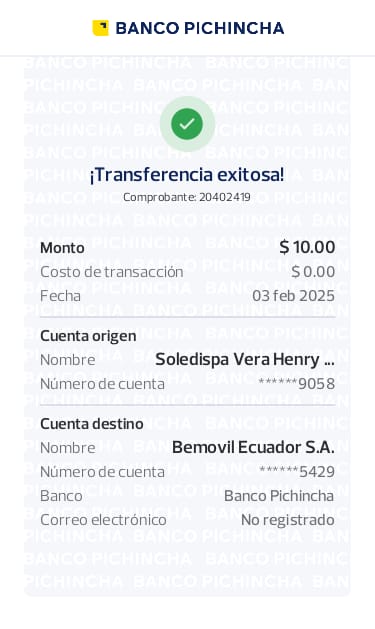 BANCO PICHINCHA
¡Transferencia exitosa!
Comprobante: 20402419
Monto $ 10.00
Costo de transacción $ 0.00
Fecha 03 feb 2025
Cuenta origen
Nombre Soledispa Vera Henry ...
Número de cuenta ******9058
Cuenta destino
Nombre Bemovil Ecuador S.A.
Número de cuenta ******5429
Banco Banco Pichincha
Correo electrónico No registrado